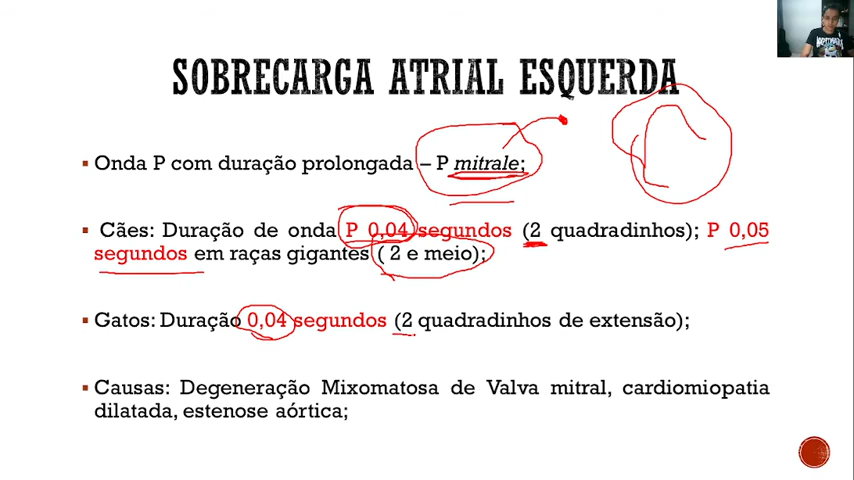 SOBRECARGA ATRIAL ESQUERDA
Onda P com duração prolongada – P mitrale;
Cães: Duração de onda P 0,04 segundos (2 quadradinhos); P 0,05
segundos em raças gigantes ( 2 e meio);
Gatos: Duração 0,04 segundos (2 quadradinhos de extensão);
Causas: Degeneração Mixomatosa de Valva mitral, cardiomiopatia
dilatada, estenose aórtica;